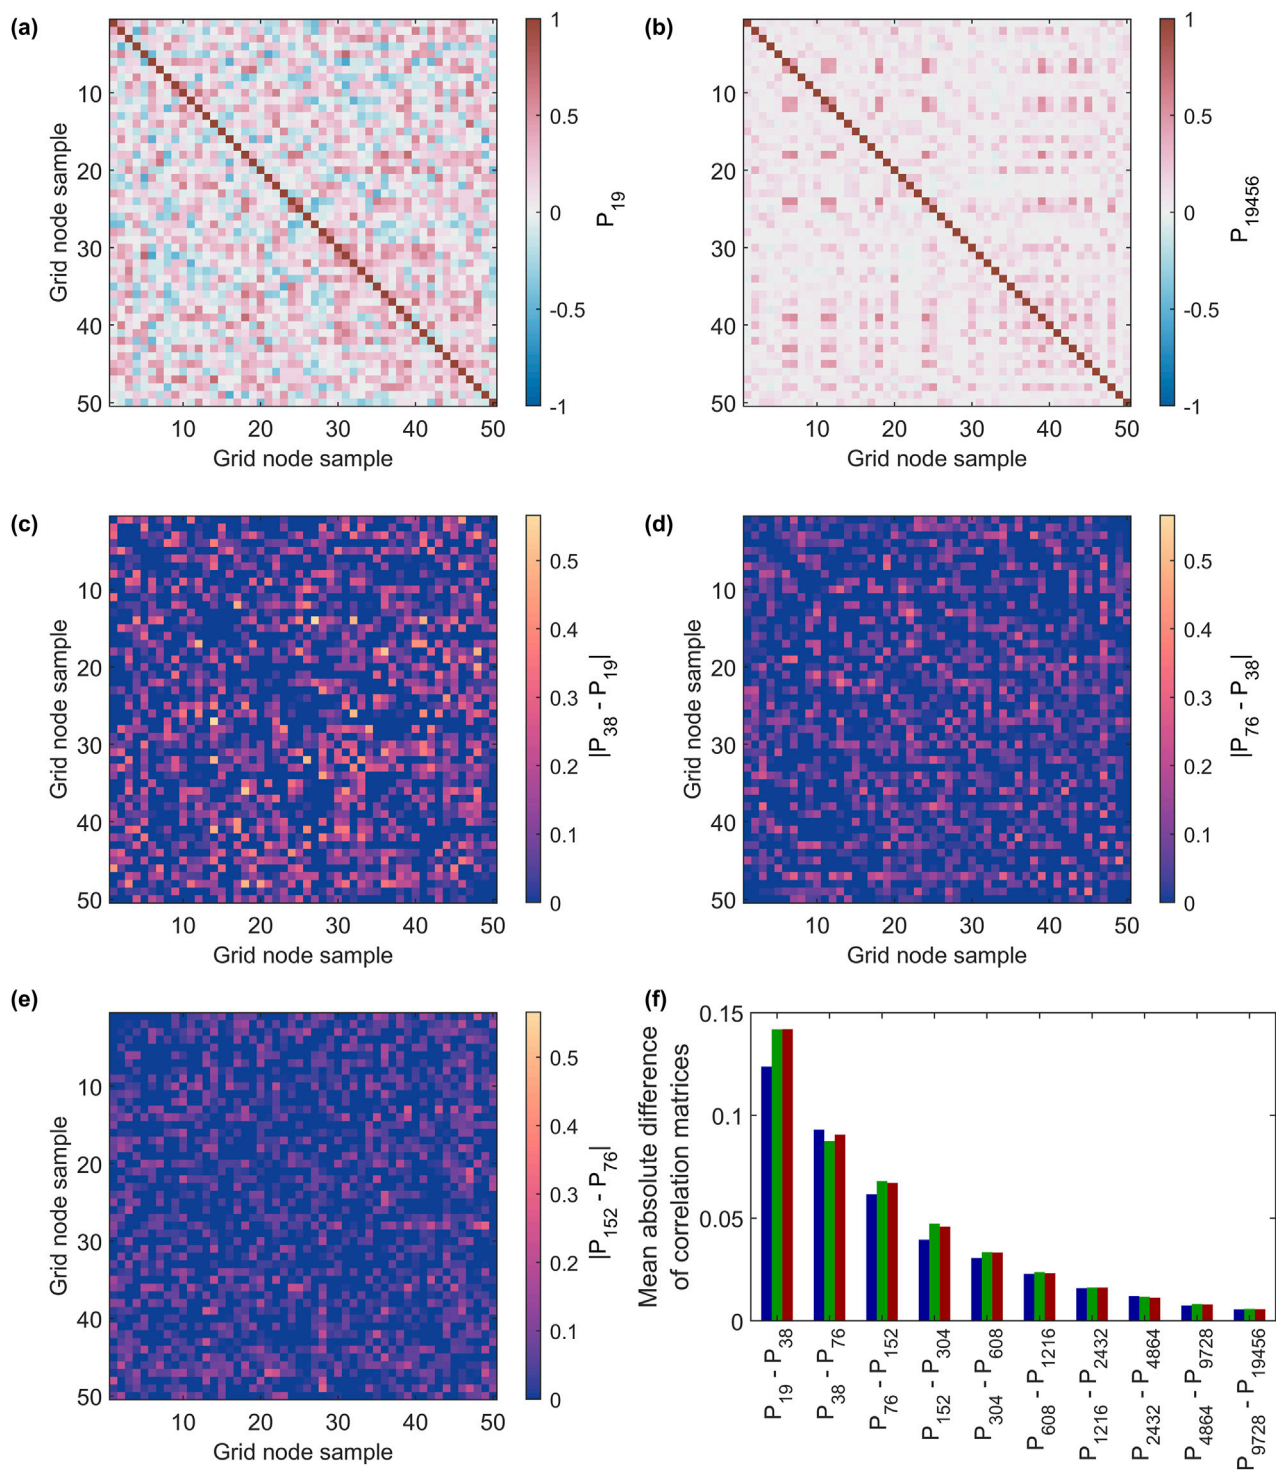 (a)
Grid node sample
10
20
30
40
50
10 20 30 40 50
Grid node sample
1
0.5
0
-0.5
-1
P19
(b)
10
20
30
40
50
10 20 30 40 50
Grid node sample
1
0.5
0
-0.5
-1
P19456
(c)
Grid node sample
10
20
30
40
50
10 20 30 40 50
Grid node sample
0.5
0.4
0.3
0.2
0.1
0
|P38 - P19|
(d)
Grid node sample
10
20
30
40
50
10 20 30 40 50
Grid node sample
0.5
0.4
0.3
0.2
0.1
0
|P76 - P38|
(e)
Grid node sample
10
20
30
40
50
10 20 30 40 50
Grid node sample
0.5
0.4
0.3
0.2
0.1
0
|P152 - P76|
(f)
Mean absolute difference
of correlation matrices
0.15
0.1
0.05
0
P19 - P38
P38 - P76
P76 - P152
P152 - P304
P304 - P608
P608 - P1216
P1216 - P2432
P2432 - P4864
P4864 - P9728
P9728 - P19456